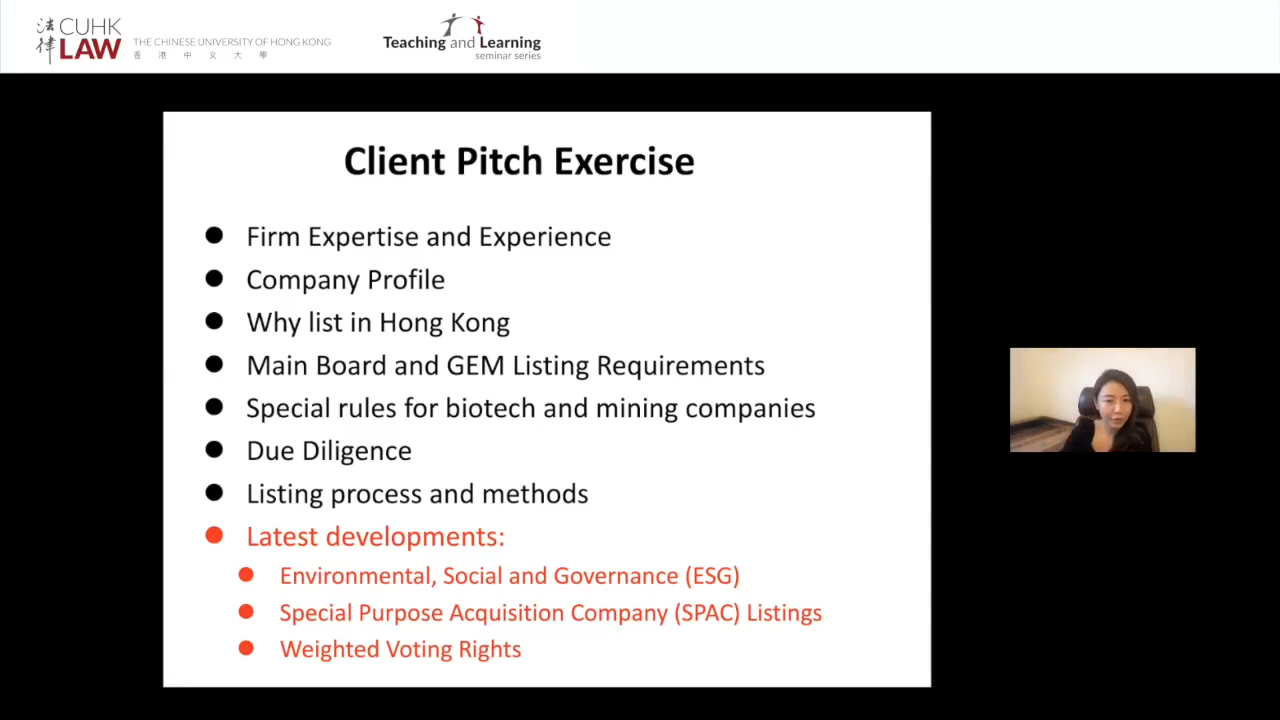 法律 CUHK LAW
THE CHINESE UNIVERSITY OF HONG KONG
香港中文大學
Teaching and Learning
seminar series
Client Pitch Exercise
● Firm Expertise and Experience
● Company Profile
● Why list in Hong Kong
● Main Board and GEM Listing Requirements
● Special rules for biotech and mining companies
● Due Diligence
● Listing process and methods
● Latest developments:
● Environmental, Social and Governance (ESG)
● Special Purpose Acquisition Company (SPAC) Listings
● Weighted Voting Rights